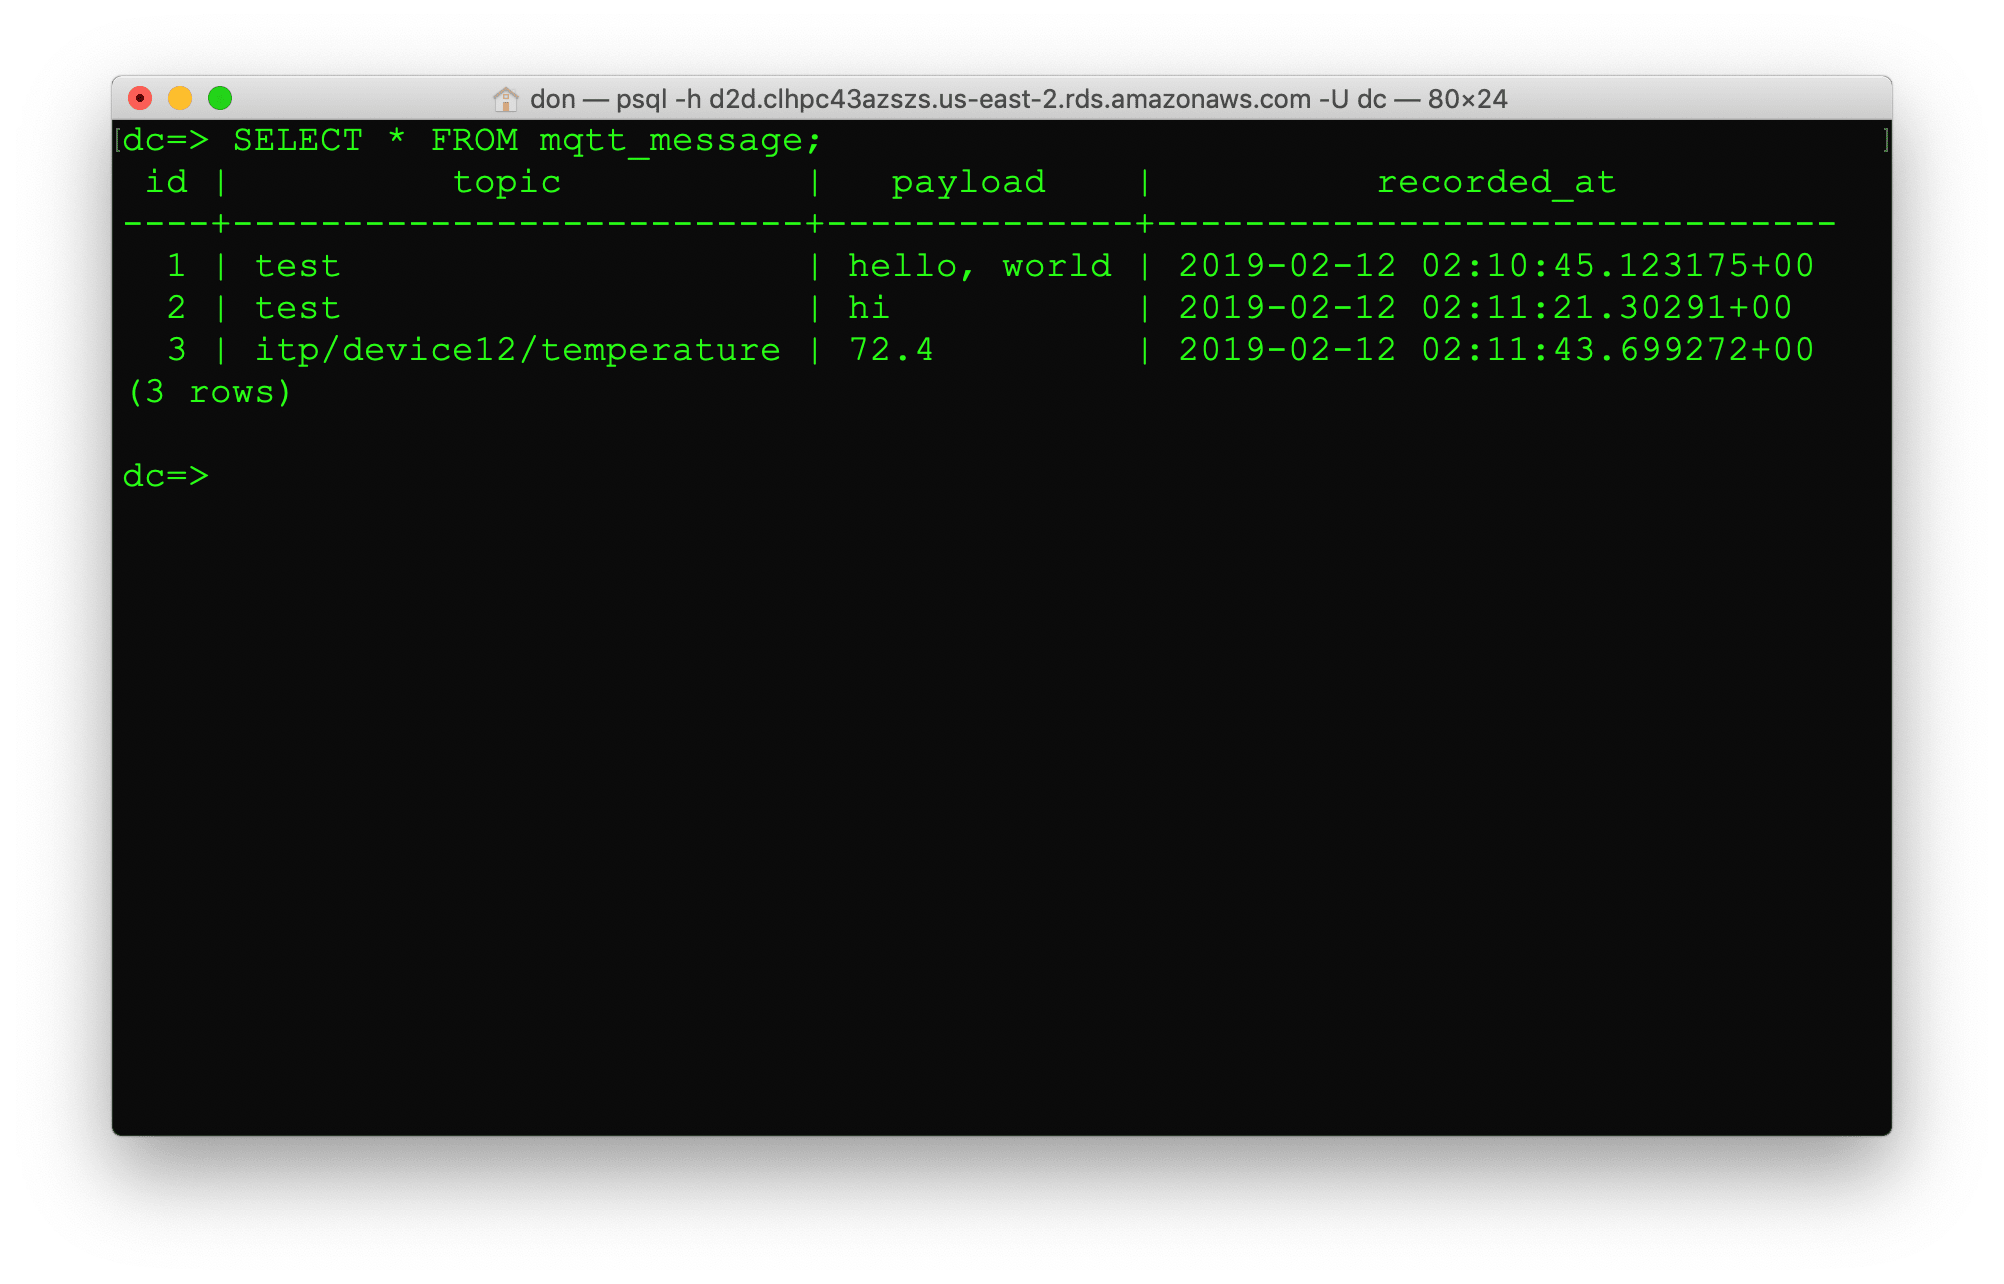 don — psql -h d2d.clhpc43azszs.us-east-2.rds.amazonaws.com -U dc — 80×24
[dc=> SELECT * FROM mqtt_message; ]
 id |         topic          |   payload    |          recorded_at
----+--------------------------+--------------+-------------------------------
  1 | test                     | hello, world | 2019-02-12 02:10:45.123175+00
  2 | test                     | hi           | 2019-02-12 02:11:21.30291+00
  3 | itp/device12/temperature | 72.4         | 2019-02-12 02:11:43.699272+00
(3 rows)
dc=>